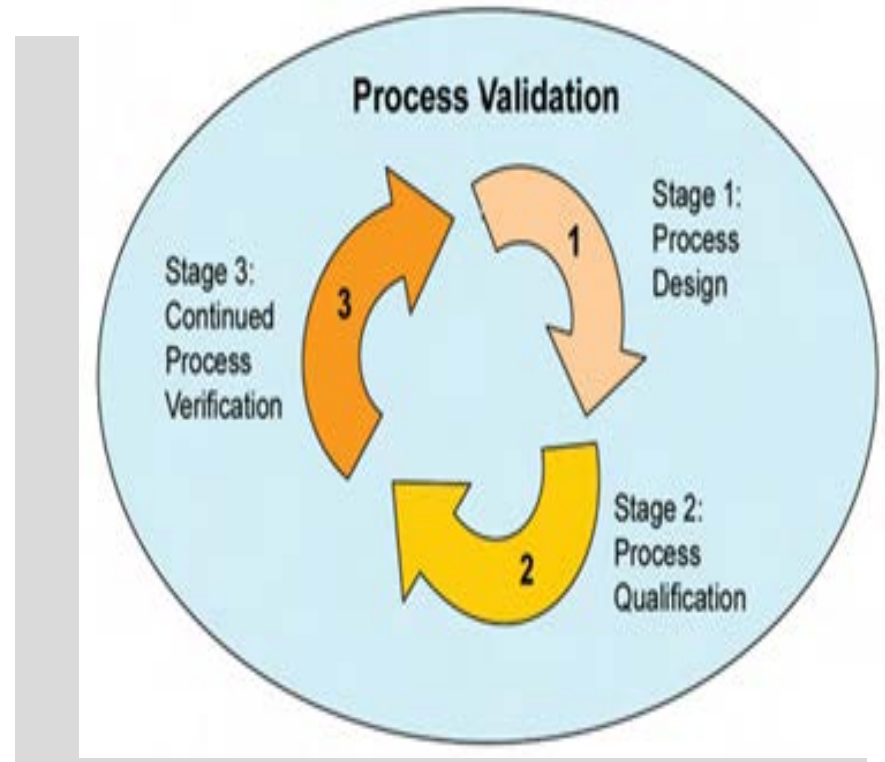 Process Validation
1
Stage 1:
Process
Design
Stage 3:
Continued
Process
Verification
3
2
Stage 2:
Process
Qualification